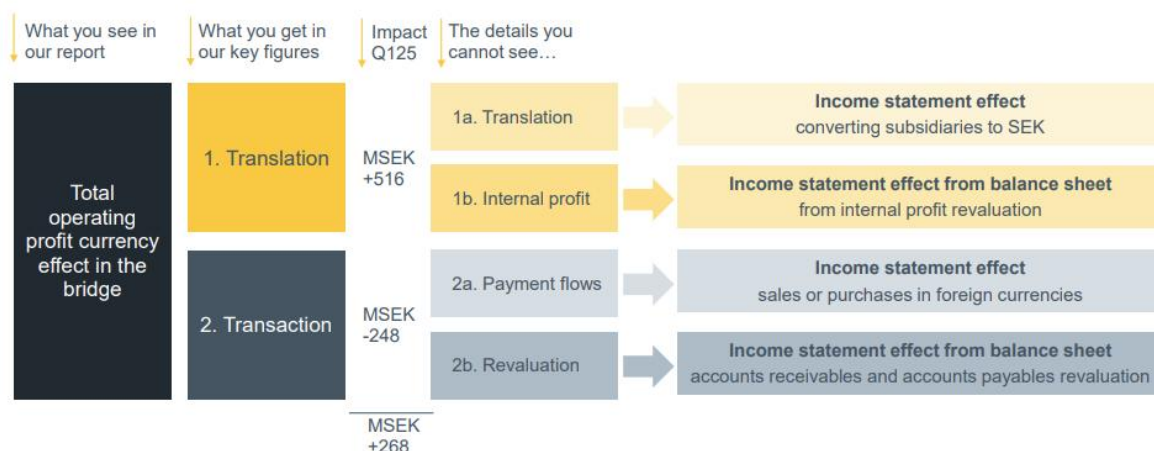 What you see in
our report
What you get in
our key figures
Impact
Q125
The details you
cannot see…
Total
operating
profit currency
effect in the
bridge
1. Translation
MSEK
+516
1a. Translation
Income statement effect
converting subsidiaries to SEK
1b. Internal profit
Income statement effect from balance sheet
from internal profit revaluation
2. Transaction
MSEK
-248
2a. Payment flows
Income statement effect
sales or purchases in foreign currencies
2b. Revaluation
Income statement effect from balance sheet
accounts receivables and accounts payables revaluation
MSEK
+268